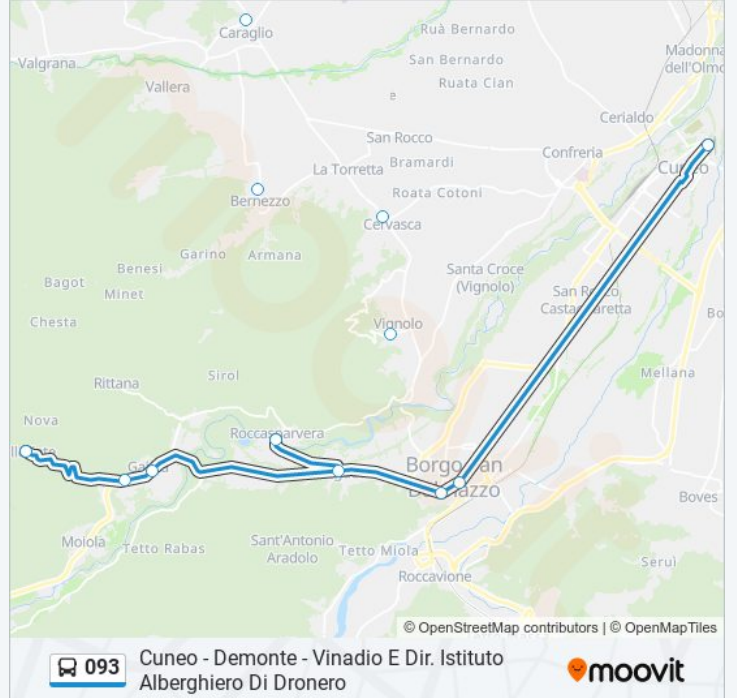 Caraglio
Ruà Bernardo
Valgrana
San Bernardo
Madonna
dell'Olmo
Vallera
Ruata Cian
e
Cerialdo
San Rocco
Confreria
La Torretta
Bramardi
Cuneo
Bernezzo
Roata Cotoni
Cervasca
Garino
Armana
Benesi
Santa Croce
(Vignolo)
Bagot
Minet
San Rocco
Castagnaretta
Bo
Chesta
Vignolo
Sirol
Mellana
Rittana
Nova
Roccasparvera
Gaiola
Borgo San
Dalmazzo
Boves
Moiola
Tetto Rabas
Sant'Antonio
Aradolo
Tetto Miola
Seruì
Roccavione
© OpenStreetMap contributors | © OpenMapTiles
093
Cuneo - Demonte - Vinadio E Dir. Istituto
Alberghiero Di Dronero
moovit